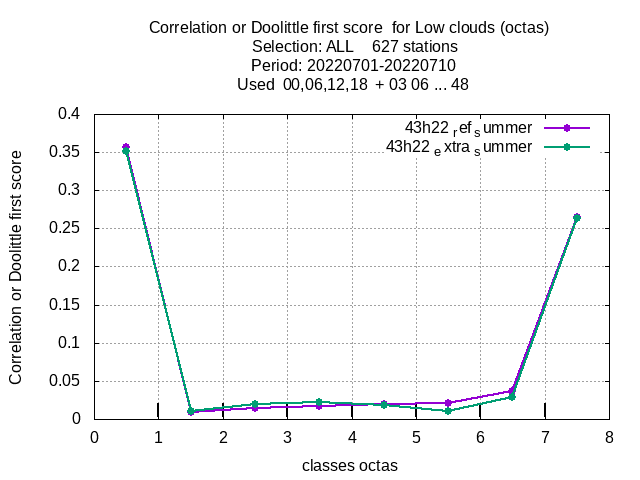 Correlation or Doolittle first score  for Low clouds (octas)
Selection: ALL    627 stations
Period: 20220701-20220710
Used  00,06,12,18  + 03 06 ... 48
43h22 ref summer
43h22 extra summer
Correlation or Doolittle first score
0.4
0.35
0.3
0.25
0.2
0.15
0.1
0.05
0
0 1 2 3 4 5 6 7 8
classes octas